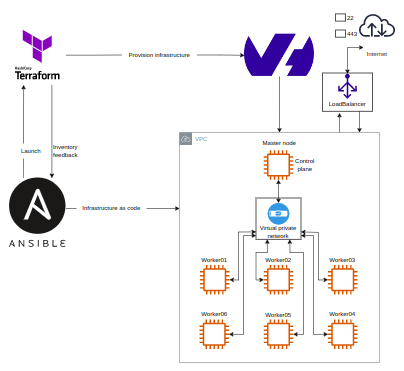 22
443
Internet
HashiCorp
Terraform
Provision infrastructure
LoadBalancer
VPC
Master node
Control
plane
Launch
Inventory
feedback
Infrastructure as code
ANSIBLE
Virtual private
network
Worker01
Worker02
Worker03
Worker06
Worker05
Worker04